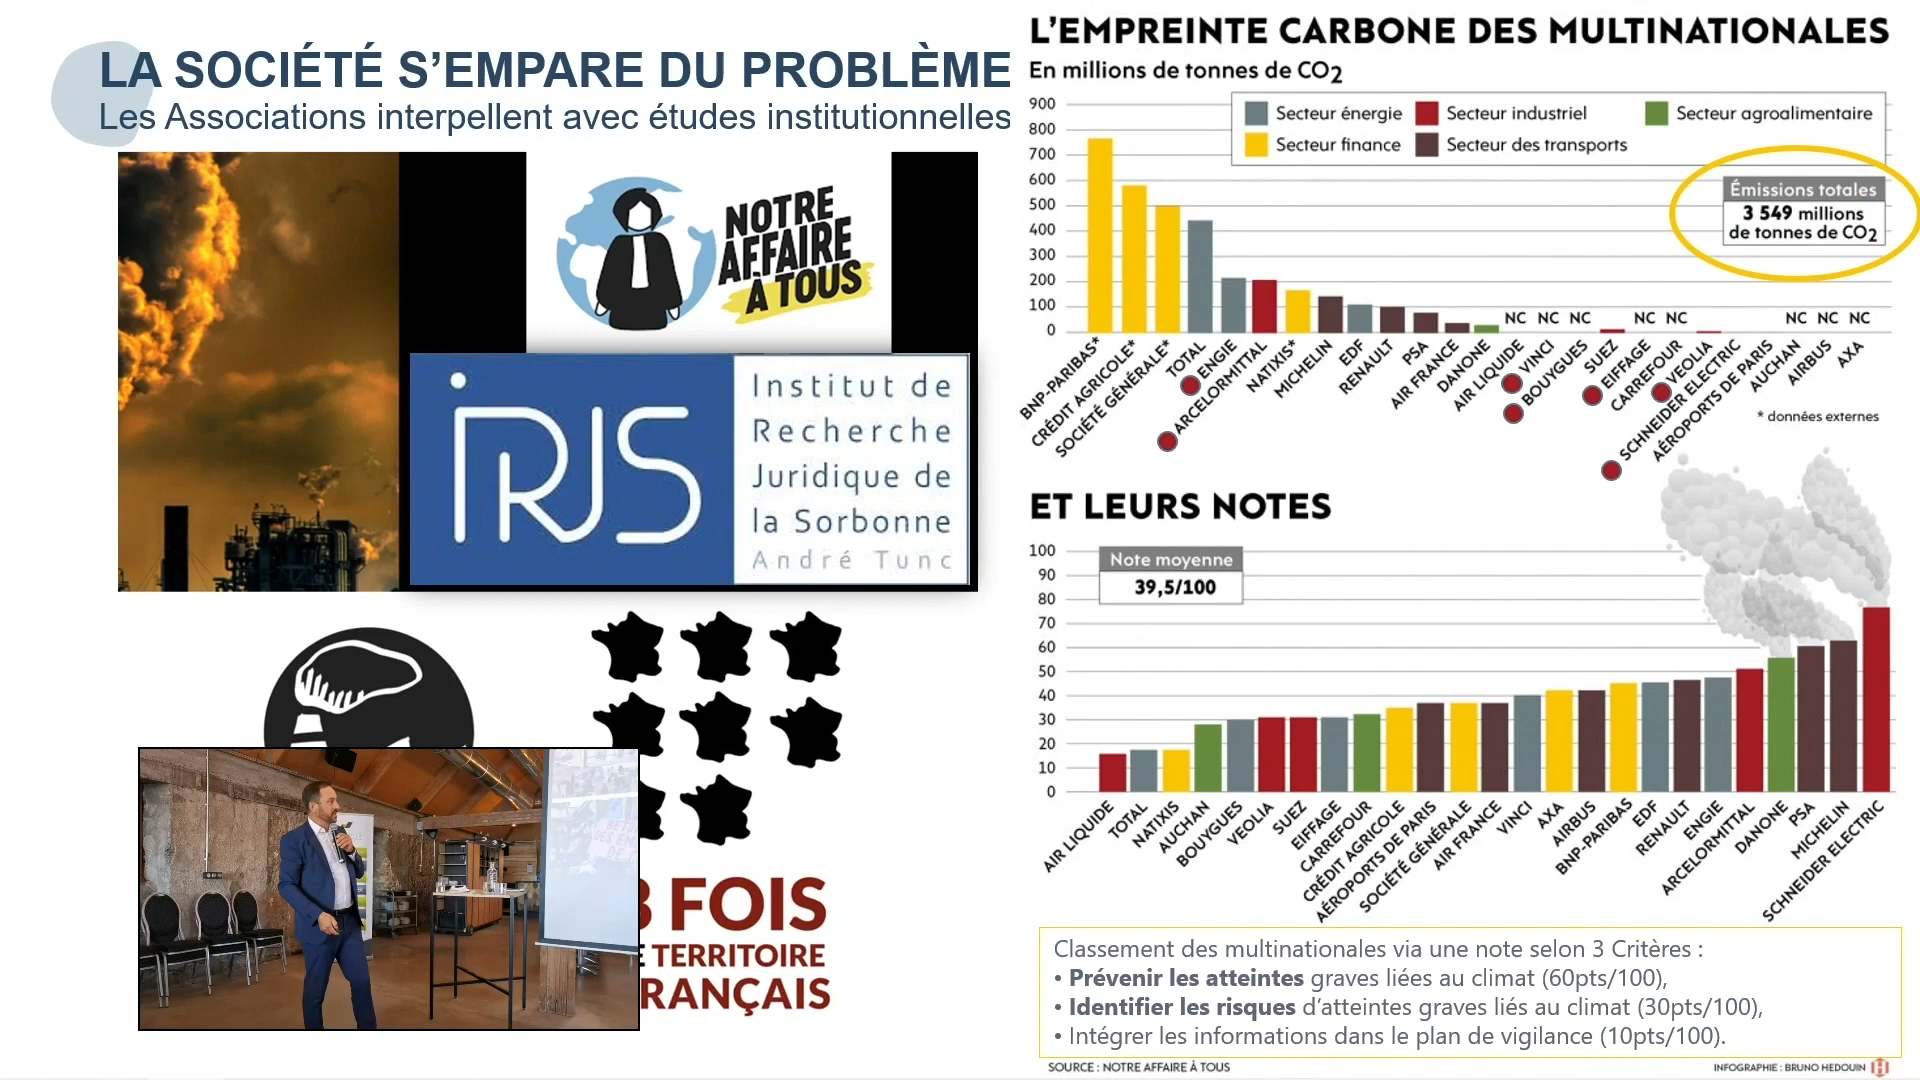 LA SOCIÉTÉ S'EMPARE DU PROBLÈME
Les Associations interpellent avec études institutionnelles
NOTRE
AFFAIRE
À TOUS
IRJS
Institut de
Recherche
Juridique de
la Sorbonne
André Tunc
FOIS
TERRITOIRE
RANÇAIS
L'EMPREINTE CARBONE DES MULTINATIONALES
En millions de tonnes de CO2
900
800
700
600
500
400
300
200
100
0
Secteur énergie
Secteur industriel
Secteur agroalimentaire
Secteur finance
Secteur des transports
Émissions totales
3 549 millions
de tonnes de CO2
NC NC NC NC NC NC NC NC
BNP-PARIBAS*
CRÉDIT AGRICOLE*
SOCIÉTÉ GÉNÉRALE*
TOTAL
ENGIE
ARCELORMITTAL
NATIXIS*
MICHELIN
EDF
RENAULT
PSA
AIR FRANCE
DANONE
AIR LIQUIDE
VINCI
BOUYGUES
SUEZ
EIFFAGE
CARREFOUR
VEOLIA
SCHNEIDER ELECTRIC
AÉROPORTS DE PARIS
AUCHAN
AIRBUS
AXA
* données externes
ET LEURS NOTES
100
90
80
70
60
50
40
30
20
10
0
Note moyenne
39,5/100
AIR LIQUIDE
TOTAL
NATIXIS
AUCHAN
BOUYGUES
VEOLIA
SUEZ
EIFFAGE
CARREFOUR
CRÉDIT AGRICOLE
AÉROPORTS DE PARIS
SOCIÉTÉ GÉNÉRALE
AIR FRANCE
VINCI
AXA
AIRBUS
BNP-PARIBAS
EDF
RENAULT
ENGIE
ARCELORMITTAL
DANONE
PSA
MICHELIN
SCHNEIDER ELECTRIC
Classement des multinationales via une note selon 3 Critères :
• Prévenir les atteintes graves liées au climat (60pts/100),
• Identifier les risques d'atteintes graves liés au climat (30pts/100),
• Intégrer les informations dans le plan de vigilance (10pts/100).
SOURCE : NOTRE AFFAIRE À TOUS
INFOGRAPHIE : BRUNO HEDOUIN
H